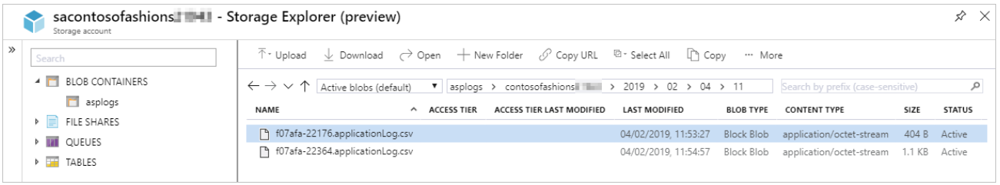 sacontosofashions - Storage Explorer (preview)
Storage account
»
Search
BLOB CONTAINERS
asplogs
FILE SHARES
QUEUES
TABLES
Upload Download Open New Folder Copy URL Select All Copy ... More
Active blobs (default) asplogs > contosofashions > 2019 > 02 > 04 > 11 Search by prefix (case-sensitive)
NAME ACCESS TIER ACCESS TIER LAST MODIFIED LAST MODIFIED BLOB TYPE CONTENT TYPE SIZE STATUS
f07afa-22176.applicationLog.csv 04/02/2019, 11:53:27 Block Blob application/octet-stream 404 B Active
f07afa-22364.applicationLog.csv 04/02/2019, 11:54:57 Block Blob application/octet-stream 1.1 KB Active